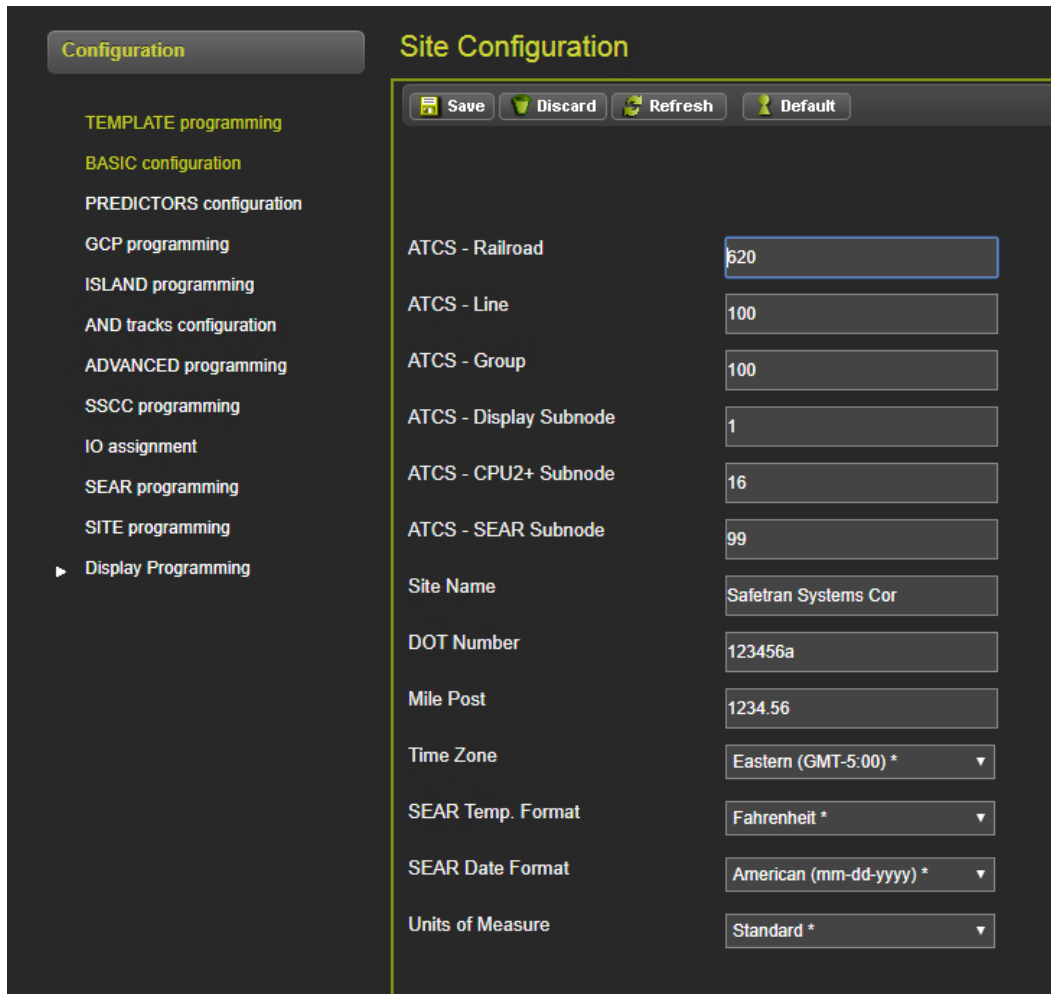 Configuration
TEMPLATE programming
BASIC configuration
PREDICTORS configuration
GCP programming
ISLAND programming
AND tracks configuration
ADVANCED programming
SSCC programming
IO assignment
SEAR programming
SITE programming
Display Programming
Site Configuration
Save Discard Refresh Default
ATCS - Railroad 620
ATCS - Line 100
ATCS - Group 100
ATCS - Display Subnode 1
ATCS - CPU2+ Subnode 16
ATCS - SEAR Subnode 99
Site Name Safetran Systems Cor
DOT Number 123456a
Mile Post 1234.56
Time Zone Eastern (GMT-5:00) *
SEAR Temp. Format Fahrenheit *
SEAR Date Format American (mm-dd-yyyy) *
Units of Measure Standard *